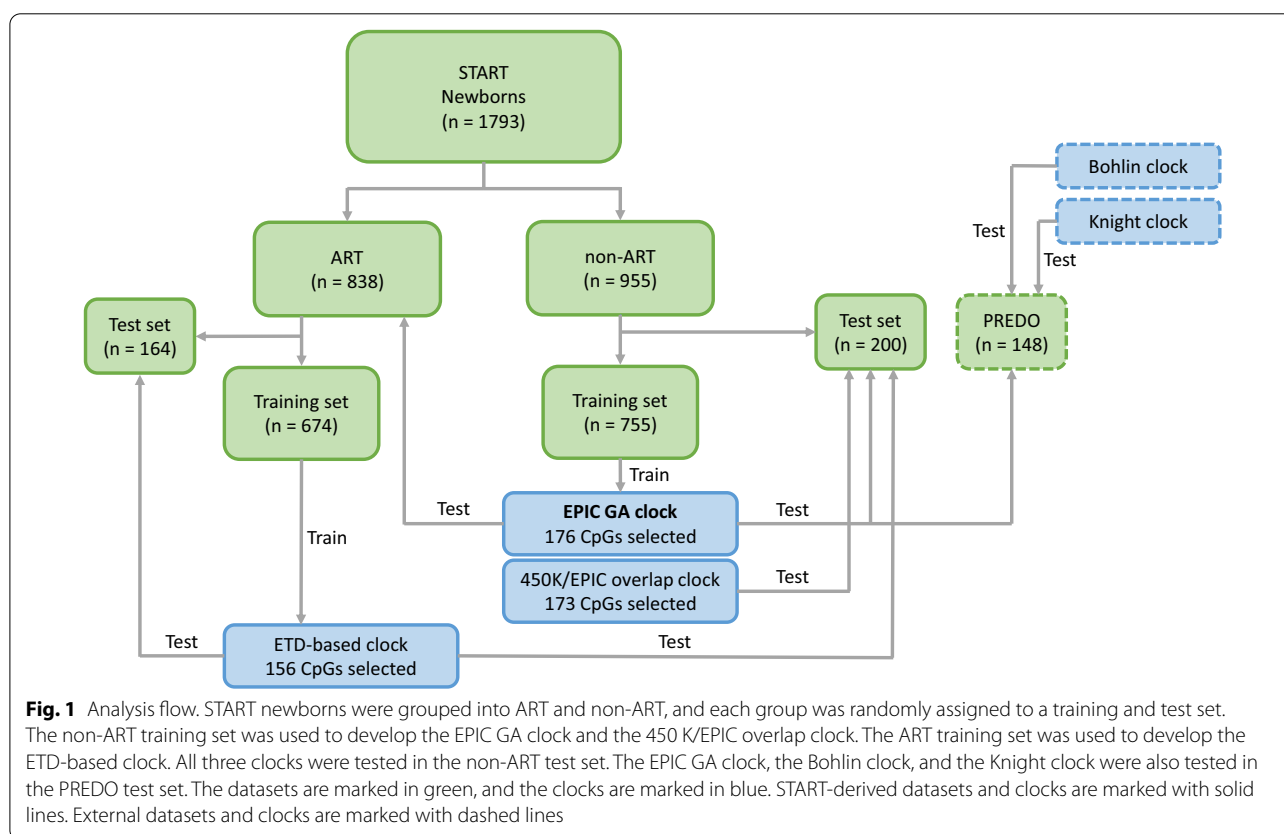 START
Newborns
(n = 1793)
Bohlin clock
Knight clock
Test
Test
ART
(n = 838)
non-ART
(n = 955)
Test set
(n = 164)
Test set
(n = 200)
PREDO
(n = 148)
Training set
(n = 674)
Training set
(n = 755)
Train
Test
EPIC GA clock
176 CpGs selected
Test
Train
450K/EPIC overlap clock
173 CpGs selected
Test
Test
ETD-based clock
156 CpGs selected
Test
Fig. 1 Analysis flow. START newborns were grouped into ART and non-ART, and each group was randomly assigned to a training and test set.
The non-ART training set was used to develop the EPIC GA clock and the 450 K/EPIC overlap clock. The ART training set was used to develop the
ETD-based clock. All three clocks were tested in the non-ART test set. The EPIC GA clock, the Bohlin clock, and the Knight clock were also tested in
the PREDO test set. The datasets are marked in green, and the clocks are marked in blue. START-derived datasets and clocks are marked with solid
lines. External datasets and clocks are marked with dashed lines